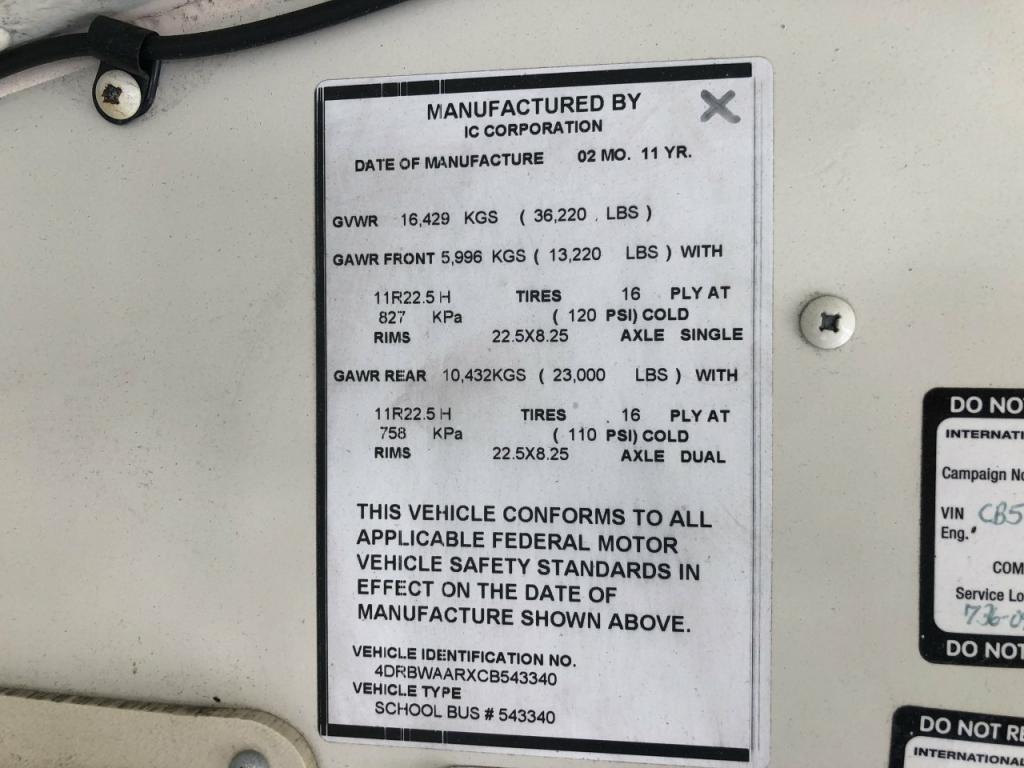 MANUFACTURED BY
IC CORPORATION
DATE OF MANUFACTURE 02 MO. 11 YR.
GVWR 16,429 KGS ( 36,220 LBS )
GAWR FRONT 5,996 KGS ( 13,220 LBS ) WITH
11R22.5 H TIRES 16 PLY AT
827 KPa ( 120 PSI) COLD
RIMS 22.5X8.25 AXLE SINGLE
GAWR REAR 10,432KGS ( 23,000 LBS ) WITH
11R22.5 H TIRES 16 PLY AT
758 KPa ( 110 PSI) COLD
RIMS 22.5X8.25 AXLE DUAL
THIS VEHICLE CONFORMS TO ALL
APPLICABLE FEDERAL MOTOR
VEHICLE SAFETY STANDARDS IN
EFFECT ON THE DATE OF
MANUFACTURE SHOWN ABOVE.
VEHICLE IDENTIFICATION NO.
4DRBWAARXCB543340
VEHICLE TYPE
SCHOOL BUS # 543340
DO NO
INTERNATI
Campaign No
VIN CB5
Eng.
COM
Service Lo
736-0
DO NOT
DO NOT RE
INTERNATIONAL